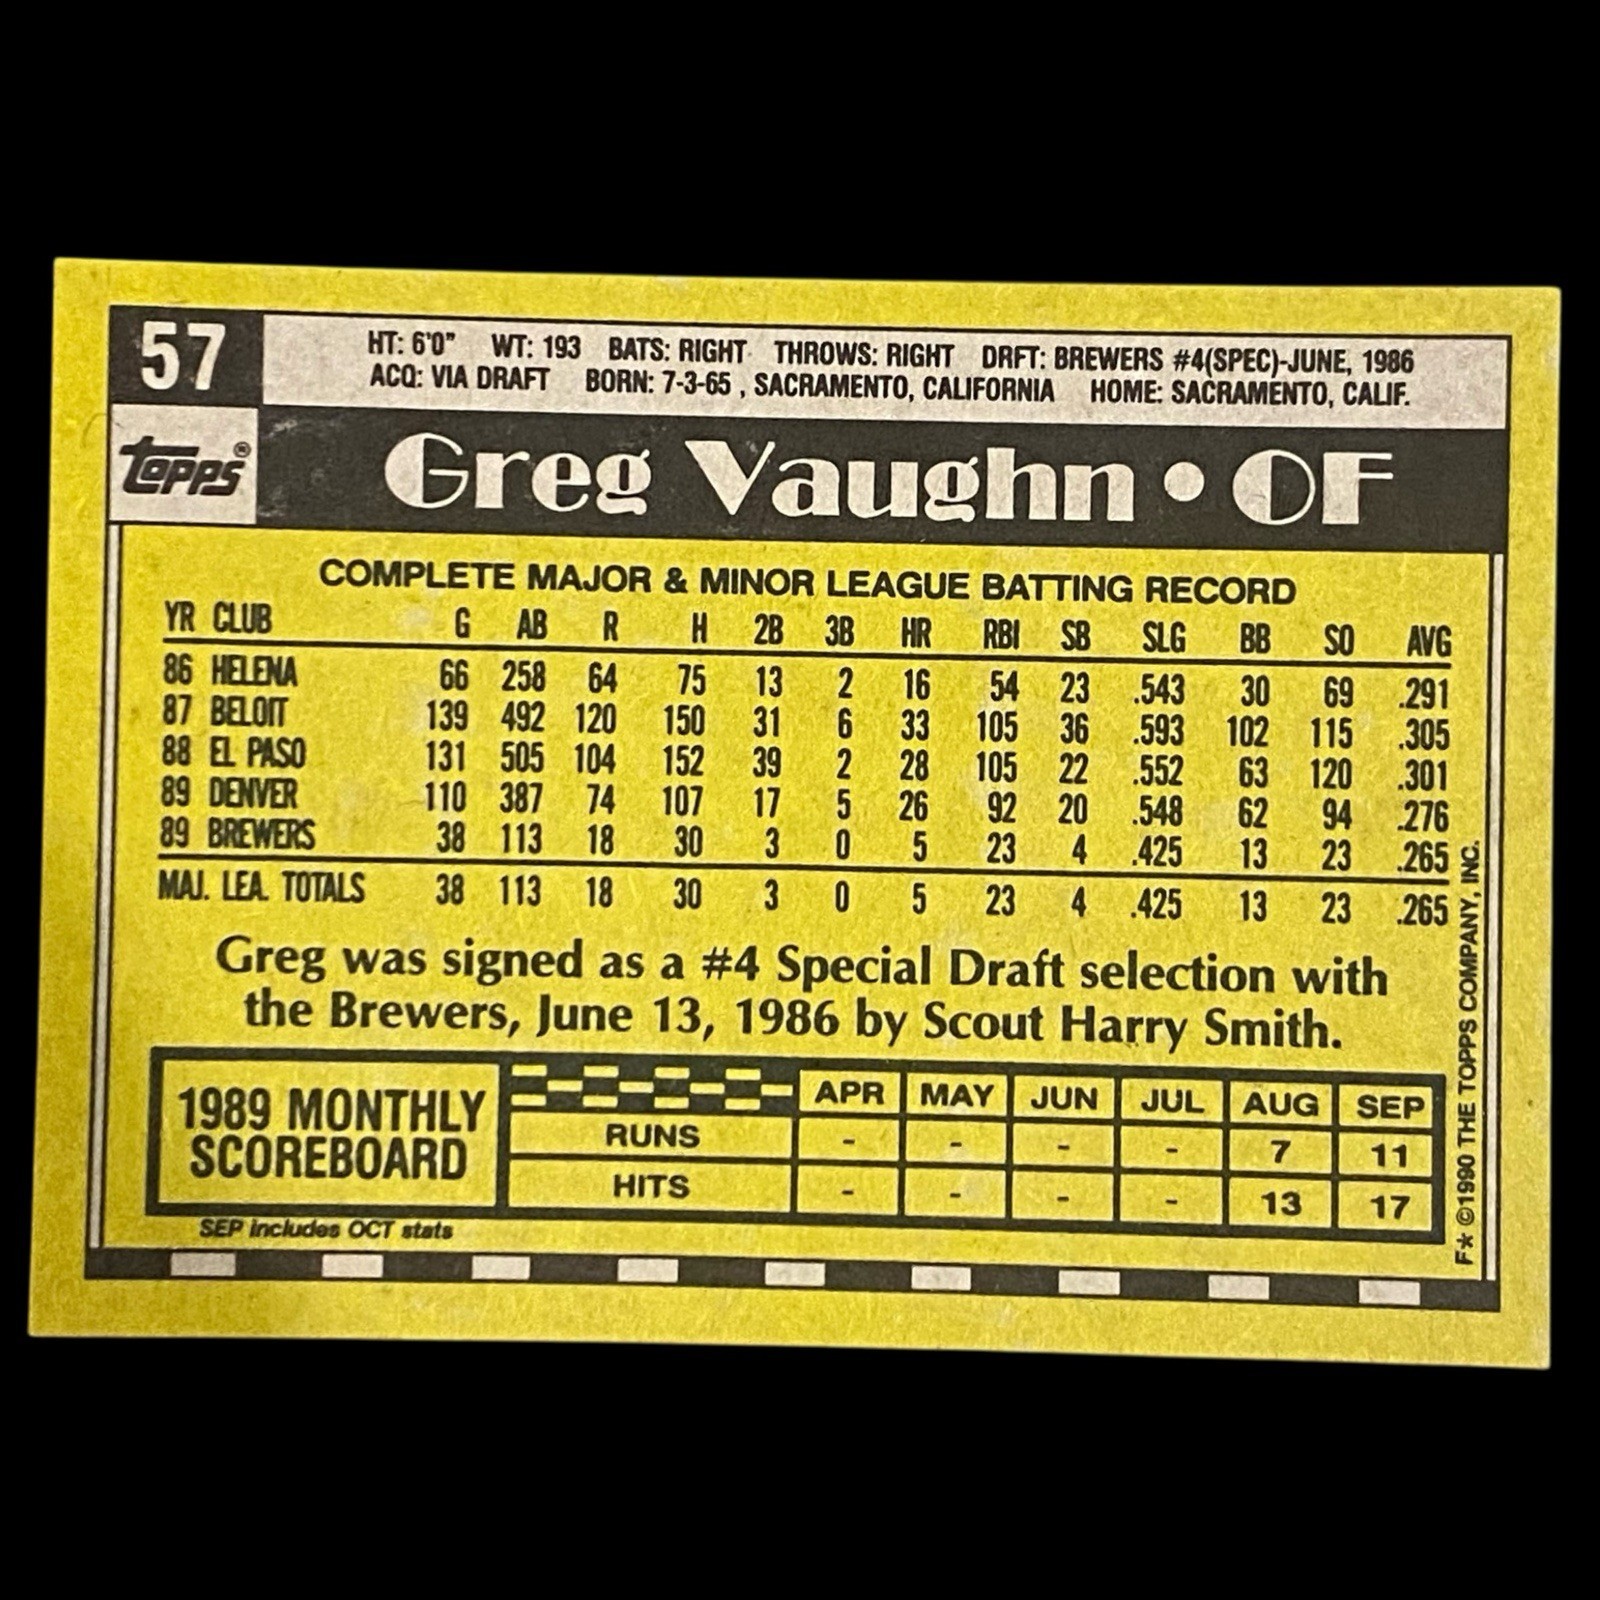 57
HT: 6'0" WT: 193 BATS: RIGHT THROWS: RIGHT DRFT: BREWERS #4(SPEC)-JUNE, 1986
ACQ: VIA DRAFT BORN: 7-3-65 , SACRAMENTO, CALIFORNIA HOME: SACRAMENTO, CALIF.
topps®
Greg Vaughn • OF
COMPLETE MAJOR & MINOR LEAGUE BATTING RECORD
YR CLUB G AB R H 2B 3B HR RBI SB SLG BB SO AVG
86 HELENA 66 258 64 75 13 2 16 54 23 .543 30 69 .291
87 BELOIT 139 492 120 150 31 6 33 105 36 .593 102 115 .305
88 EL PASO 131 505 104 152 39 2 28 105 22 .552 63 120 .301
89 DENVER 110 387 74 107 17 5 26 92 20 .548 62 94 .276
89 BREWERS 38 113 18 30 3 0 5 23 4 .425 13 23 .265
MAJ. LEA. TOTALS 38 113 18 30 3 0 5 23 4 .425 13 23 .265
Greg was signed as a #4 Special Draft selection with
the Brewers, June 13, 1986 by Scout Harry Smith.
1989 MONTHLY
SCOREBOARD
APR MAY JUN JUL AUG SEP
RUNS - - - - 7 11
HITS - - - - 13 17
SEP includes OCT stats
F* ©1990 THE TOPPS COMPANY, INC.